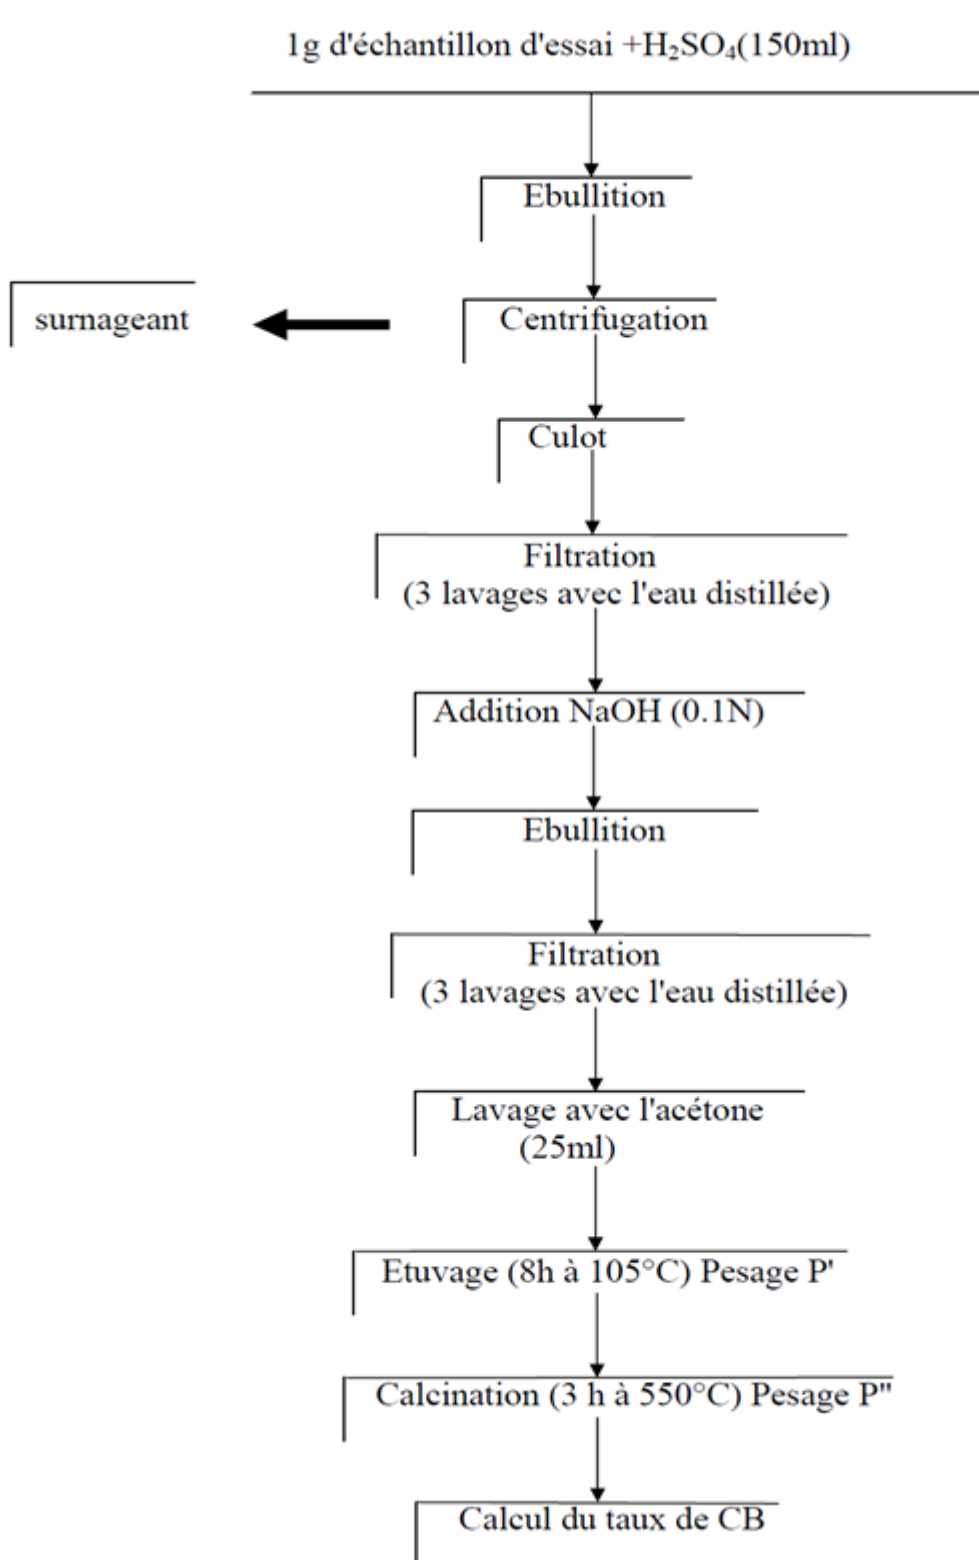 1g d'échantillon d'essai +H₂SO₄(150ml)
Ebullition
surnageant
Centrifugation
Culot
Filtration
(3 lavages avec l'eau distillée)
Addition NaOH (0.1N)
Ebullition
Filtration
(3 lavages avec l'eau distillée)
Lavage avec l'acétone
(25ml)
Etuvage (8h à 105°C) Pesage P'
Calcination (3 h à 550°C) Pesage P"
Calcul du taux de CB